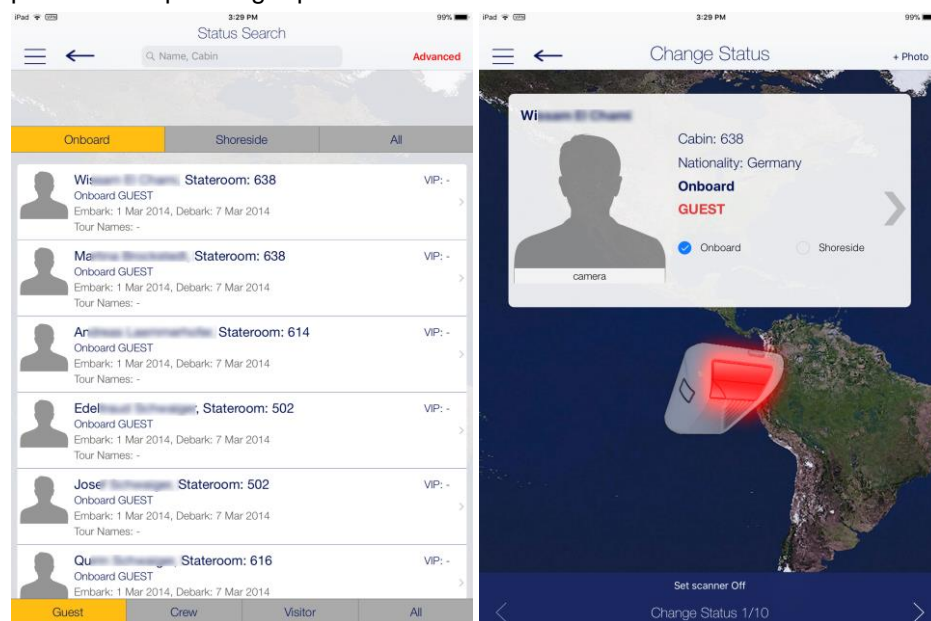 iPad 3:29 PM 99%
Status Search
Name, Cabin
Advanced
Onboard Shoreside All
Stateroom: 638 VIP: -
Onboard GUEST
Embark: 1 Mar 2014, Debark: 7 Mar 2014
Tour Names: -
Stateroom: 638 VIP: -
Onboard GUEST
Embark: 1 Mar 2014, Debark: 7 Mar 2014
Tour Names: -
Stateroom: 614 VIP: -
Onboard GUEST
Embark: 1 Mar 2014, Debark: 7 Mar 2014
Tour Names: -
, Stateroom: 502 VIP: -
Onboard GUEST
Embark: 1 Mar 2014, Debark: 7 Mar 2014
Tour Names: -
Stateroom: 502 VIP: -
Onboard GUEST
Embark: 1 Mar 2014, Debark: 7 Mar 2014
Tour Names: -
Stateroom: 616 VIP: -
Onboard GUEST
Embark: 1 Mar 2014, Debark: 7 Mar 2014
Guest Crew Visitor All
iPad 3:29 PM 99%
Change Status
+ Photo
Cabin: 638
Nationality: Germany
Onboard
GUEST
Onboard Shoreside
camera
Set scanner Off
Change Status 1/10